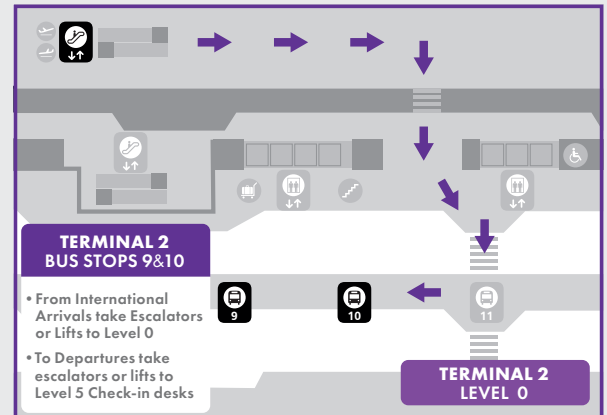 TERMINAL 2
BUS STOPS 9&10
• From International
Arrivals take Escalators
or Lifts to Level 0
• To Departures take
escalators or lifts to
Level 5 Check-in desks
9
10
11
TERMINAL 2
LEVEL 0